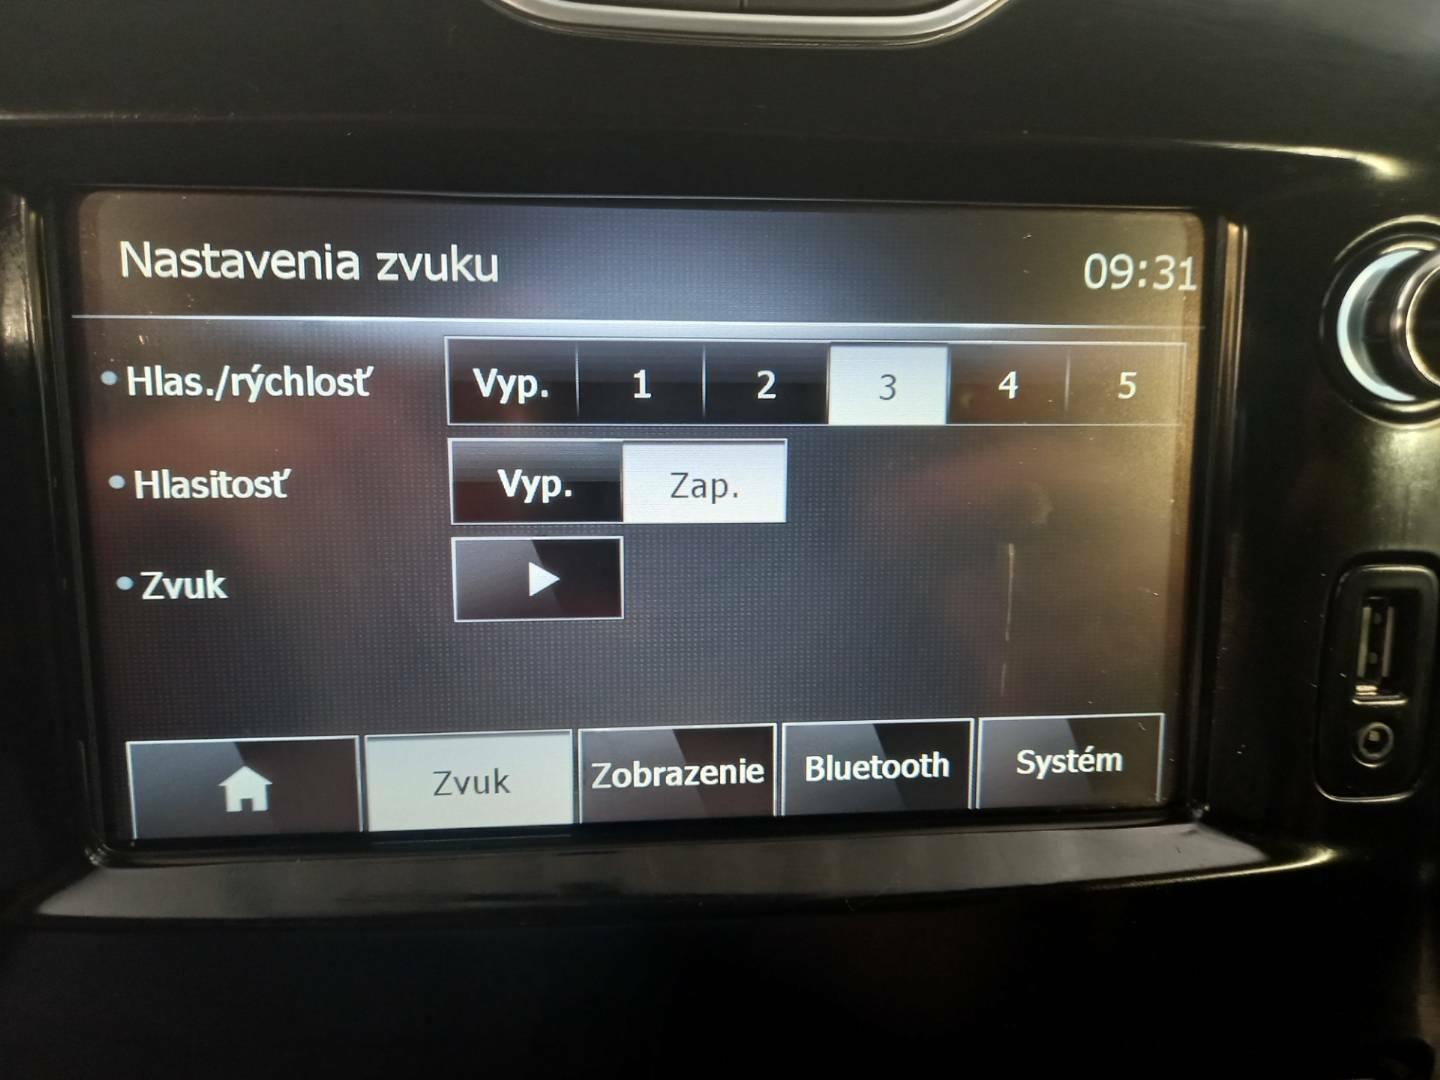 Nastavenia zvuku 09:31
Hlas./rýchlosť Vyp. 1 2 3 4 5
Hlasitosť Vyp. Zap.
Zvuk
Zvuk Zobrazenie Bluetooth Systém